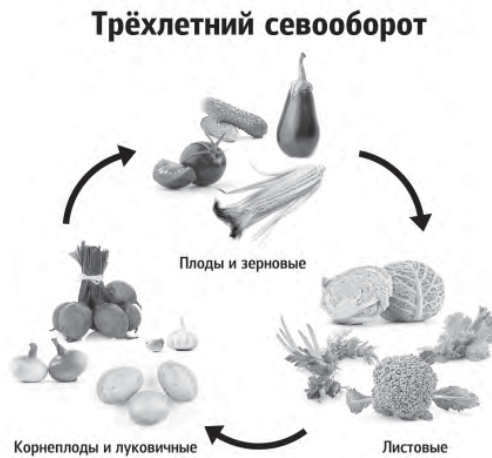 Трёхлетний севооборот
Плоды и зерновые
Корнеплоды и луковичные
Листовые